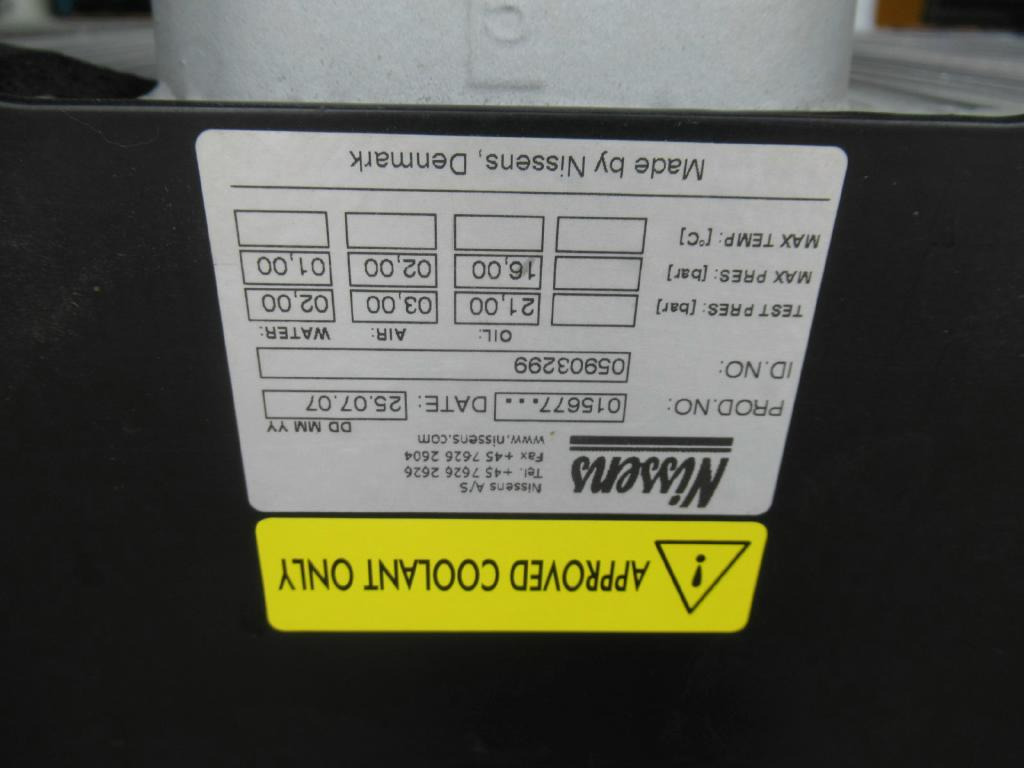 APPROVED COOLANT ONLY
Nissens
Nissens A/S
Tel. +45 7626 2626
Fax +45 7626 2604
www.nissens.com
DD MM YY
PROD.NO: 015677... DATE: 25.07.07
ID.NO: 05903299
OIL: AIR: WATER:
TEST PRES: [bar] 21,00 03,00 02,00
MAX PRES: [bar] 16,00 02,00 01,00
MAX TEMP: [°C]
Made by Nissens, Denmark